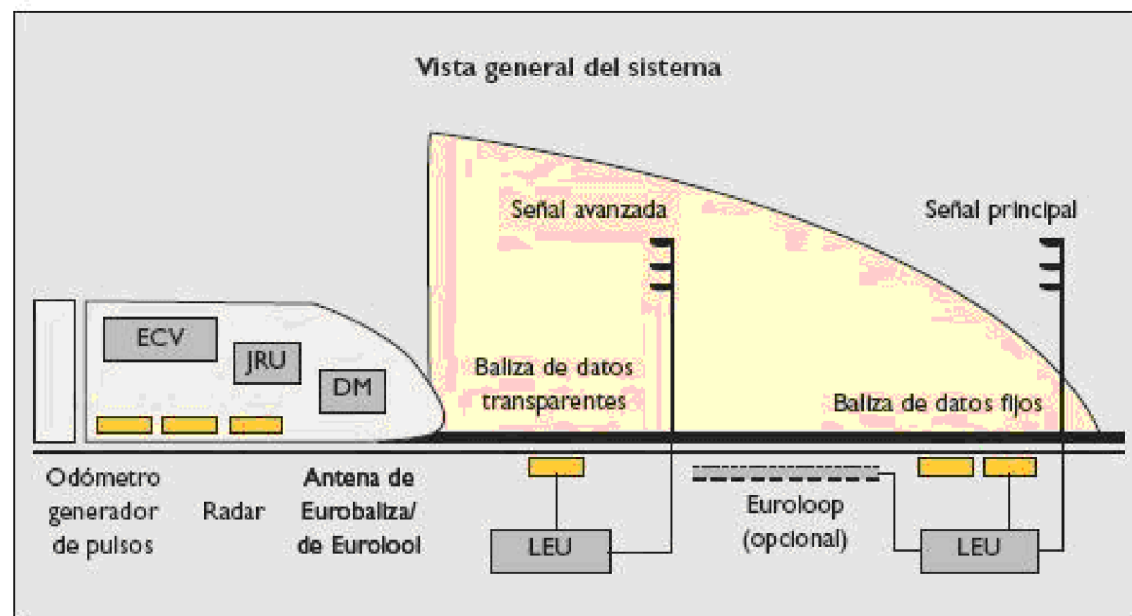 Vista general del sistema
Señal avanzada
Señal principal
ECV
JRU
DM
Baliza de datos
transparentes
Baliza de datos fijos
Odómetro
generador
de pulsos
Radar
Antena de
Eurobaliza/
de Eurolool
LEU
Euroloop
(opcional)
LEU